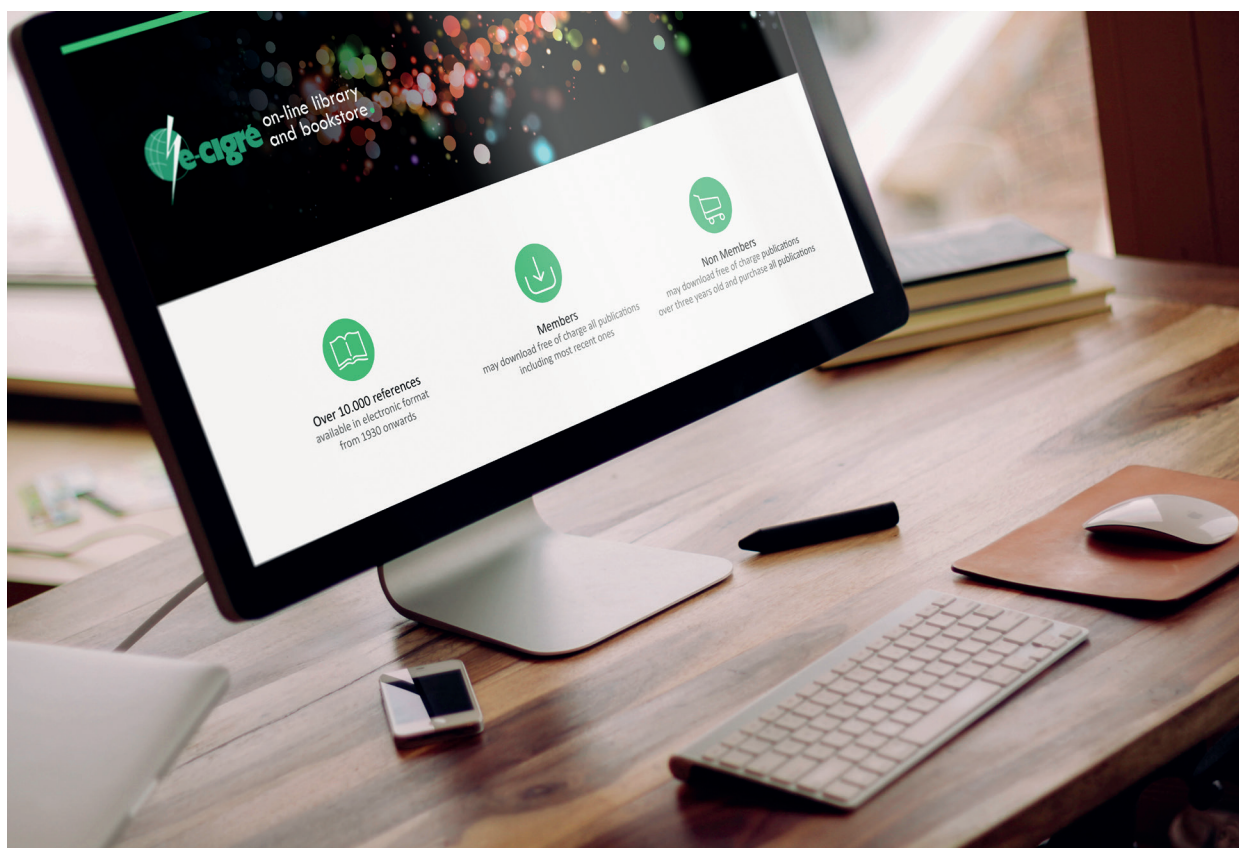 e-cigré
on-line library
and bookstore.
Over 10.000 references
available in electronic format
from 1930 onwards
Members
may download free of charge all publications
including most recent ones
Non Members
may download free of charge publications
over three years old and purchase all publications